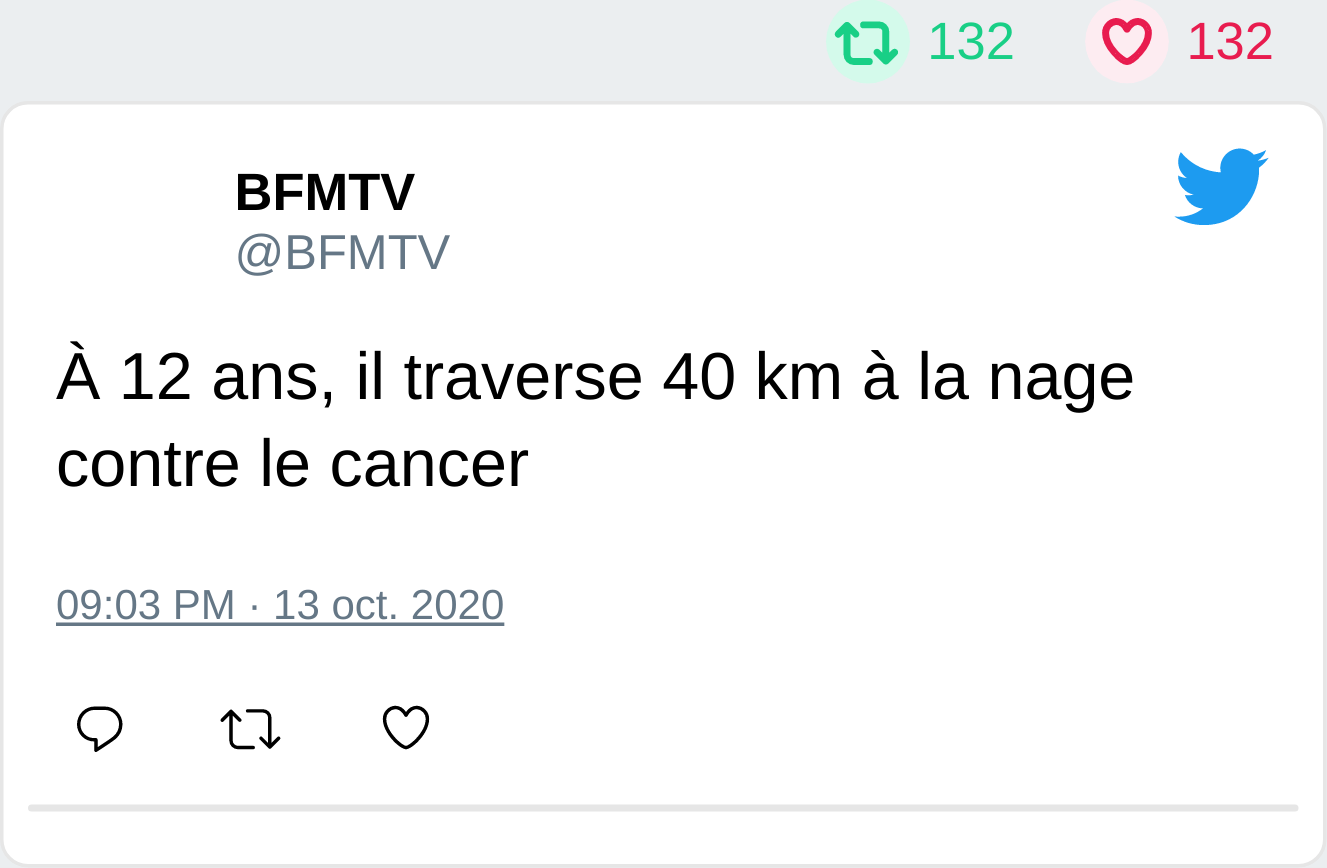 132 132
BFMTV
@BFMTV
À 12 ans, il traverse 40 km à la nage
contre le cancer
09:03 PM · 13 oct. 2020